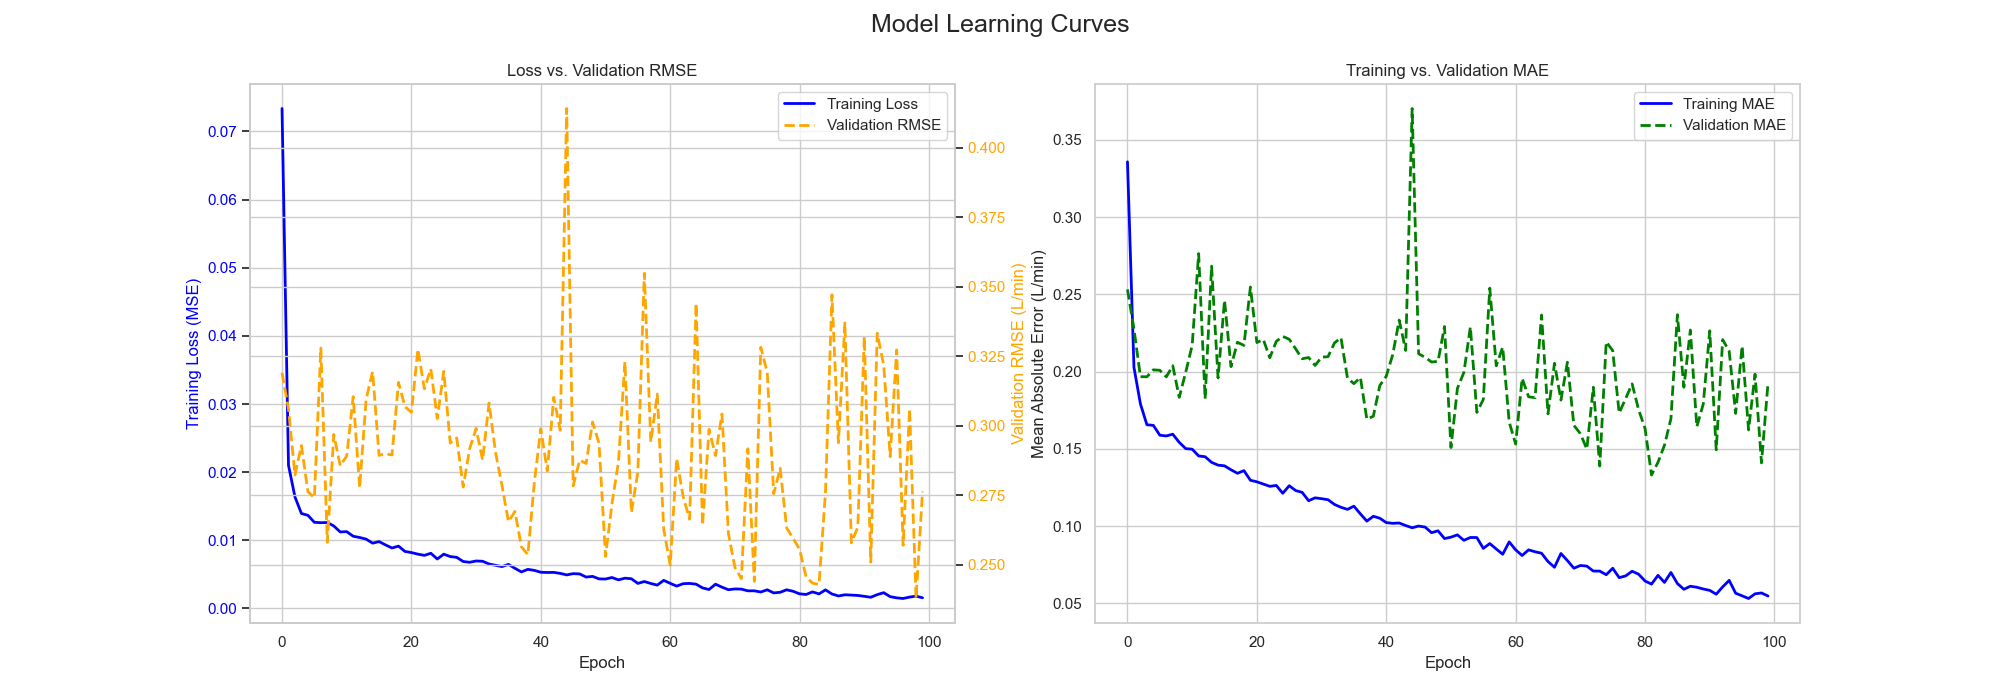 Model Learning Curves
Loss vs. Validation RMSE
Training Loss
Validation RMSE
0.07
0.06
0.05
0.04
0.03
0.02
0.01
0.00
Training Loss (MSE)
0.400
0.375
0.350
0.325
0.300
0.275
0.250
Validation RMSE (L/min)
0 20 40 60 80 100
Epoch
Training vs. Validation MAE
Training MAE
Validation MAE
0.35
0.30
0.25
0.20
0.15
0.10
0.05
Mean Absolute Error (L/min)
0 20 40 60 80 100
Epoch